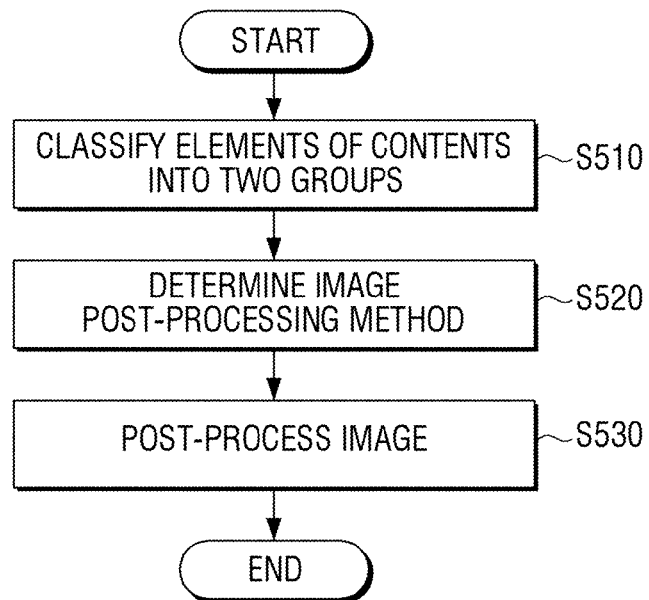 START
CLASSIFY ELEMENTS OF CONTENTS
INTO TWO GROUPS
S510
DETERMINE IMAGE
POST-PROCESSING METHOD
S520
POST-PROCESS IMAGE
S530
END